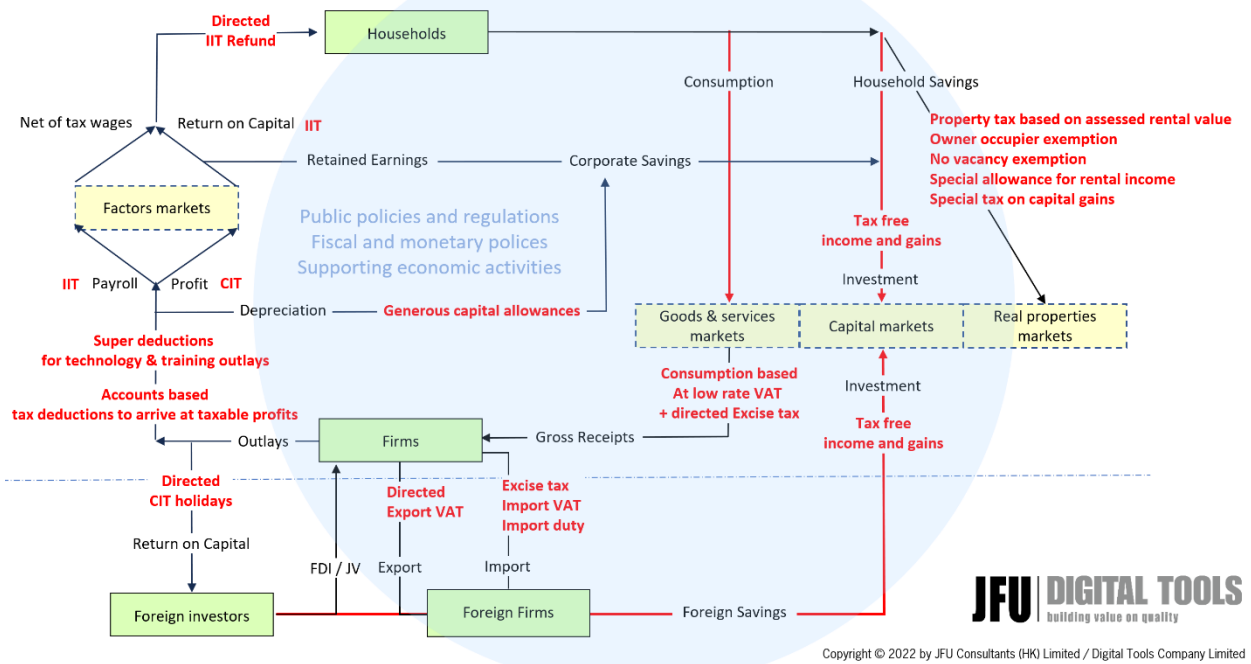 Directed
IIT Refund
Households
Consumption
Household Savings
Net of tax wages
Return on Capital IIT
Property tax based on assessed rental value
Owner occupier exemption
No vacancy exemption
Special allowance for rental income
Special tax on capital gains
Retained Earnings
Corporate Savings
Factors markets
Public policies and regulations
Fiscal and monetary polices
Supporting economic activities
Tax free
income and gains
Investment
IIT Payroll
Profit CIT
Depreciation
Generous capital allowances
Goods & services
markets
Capital markets
Real properties
markets
Super deductions
for technology & training outlays
Accounts based
tax deductions to arrive at taxable profits
Consumption based
At low rate VAT
+ directed Excise tax
Investment
Tax free
income and gains
Outlays
Firms
Gross Receipts
Directed
CIT holidays
Directed
Export VAT
Excise tax
Import VAT
Import duty
Return on Capital
FDI / JV
Export
Import
Foreign investors
Foreign Firms
Foreign Savings
JFU DIGITAL TOOLS
building value on quality
Copyright © 2022 by JFU Consultants (HK) Limited / Digital Tools Company Limited